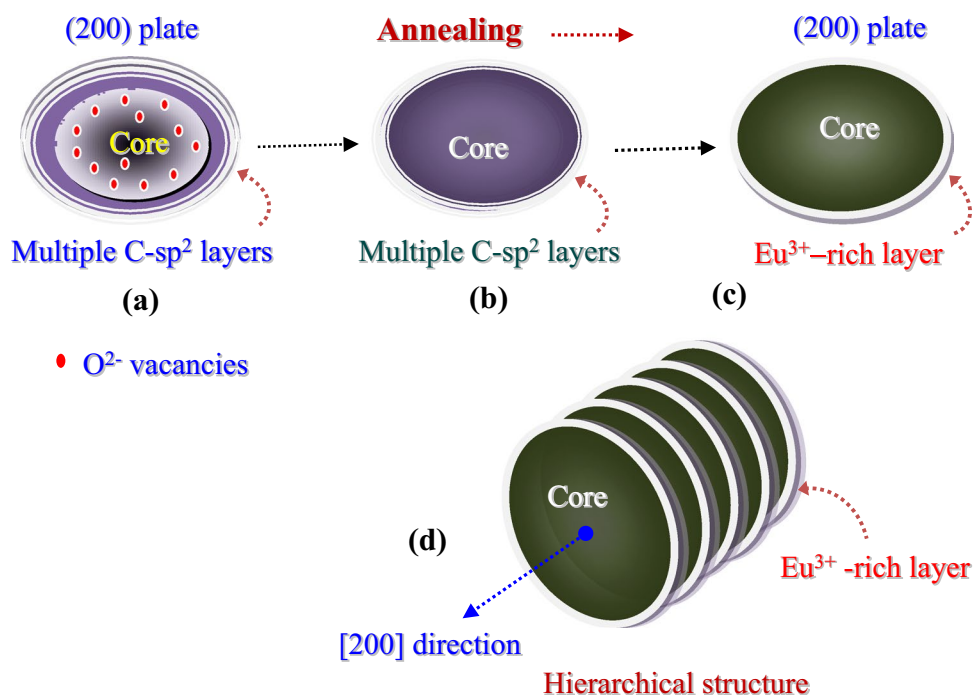 (200) plate
Annealing
(200) plate
Core
Core
Core
Multiple C-sp² layers
Multiple C-sp² layers
Eu³⁺–rich layer
(a)
(b)
(c)
O²⁻ vacancies
Core
(d)
Eu³⁺ -rich layer
[200] direction
Hierarchical structure